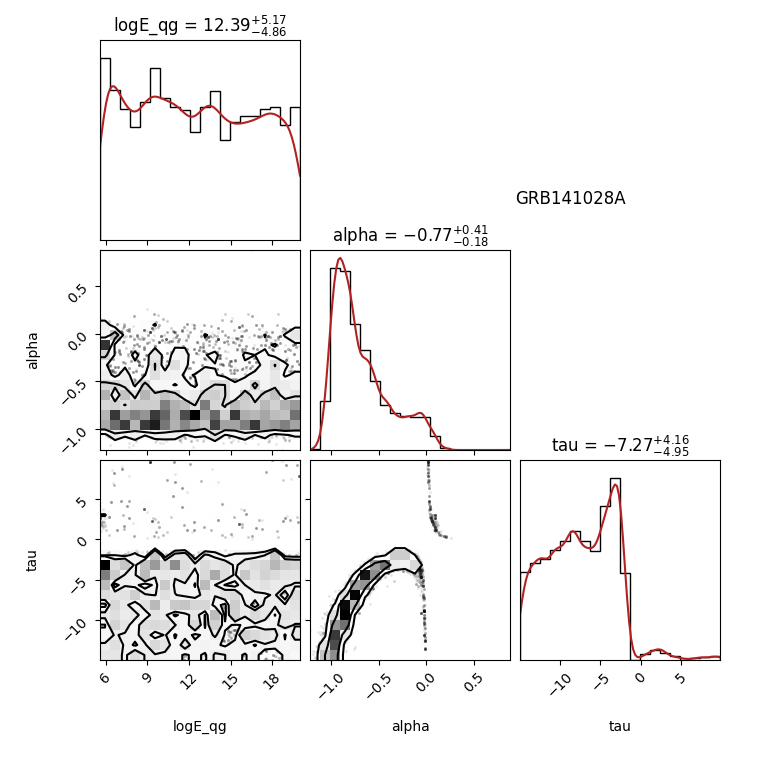 logE_qg = 12.39+5.17 −4.86
GRB141028A
alpha = −0.77+0.41 −0.18
alpha
0.5
0.0
−0.5
−1.0
tau = −7.27+4.16 −4.95
tau
5
0
−5
−10
6 9 12 15 18
−1.0 −0.5 0.0 0.5
−10 −5 0 5
logE_qg alpha tau